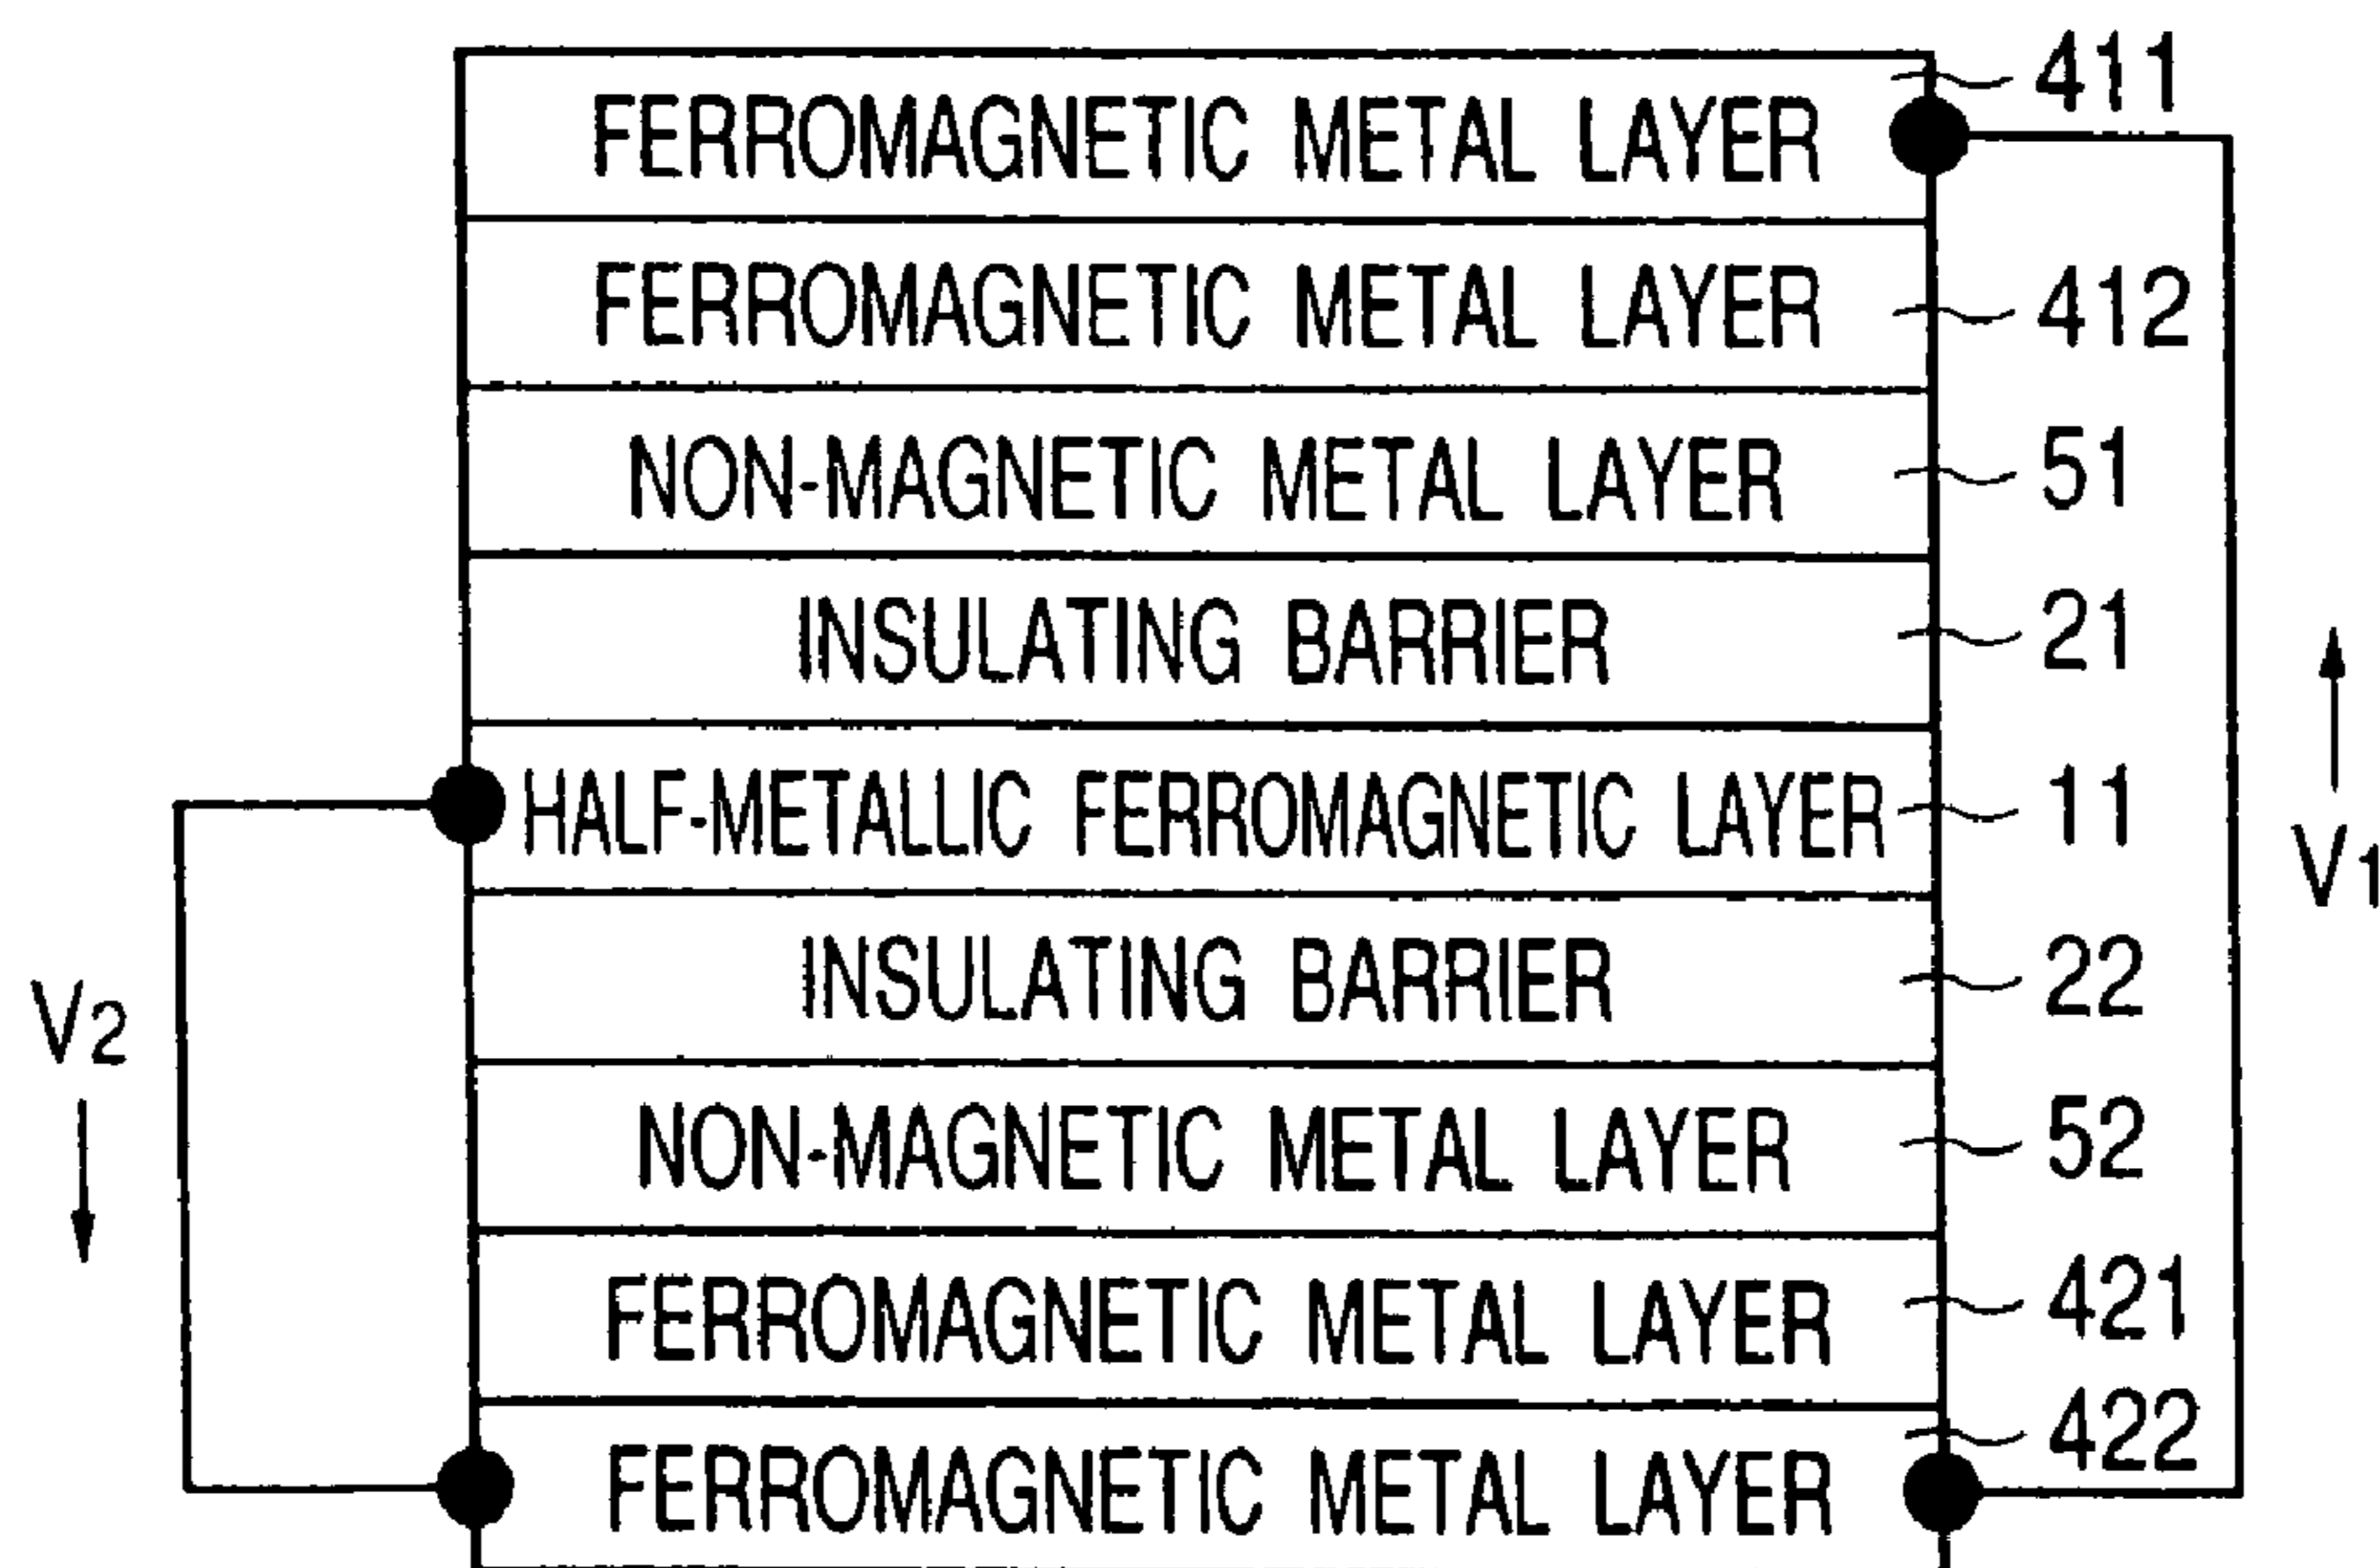 FERROMAGNETIC METAL LAYER 411
FERROMAGNETIC METAL LAYER 412
NON-MAGNETIC METAL LAYER 51
INSULATING BARRIER 21
HALF-METALLIC FERROMAGNETIC LAYER 11
V1
INSULATING BARRIER 22
V2
NON-MAGNETIC METAL LAYER 52
FERROMAGNETIC METAL LAYER 421
FERROMAGNETIC METAL LAYER 422